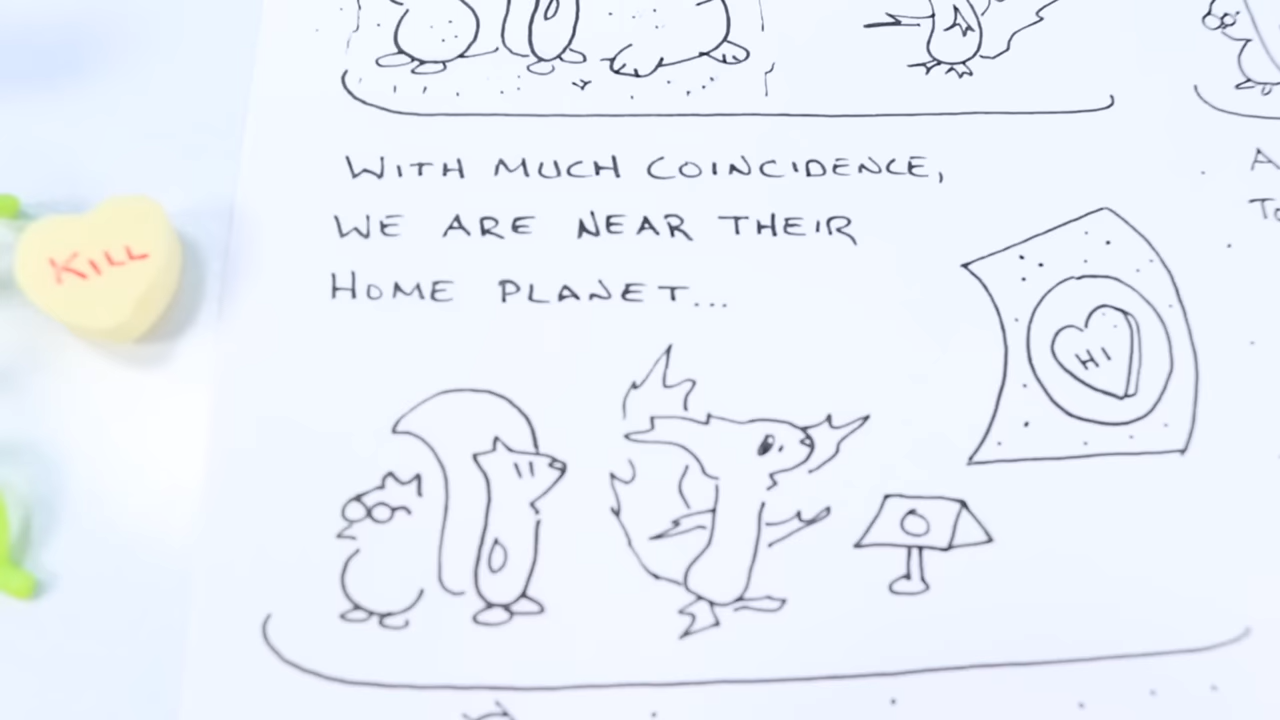 WITH MUCH COINCIDENCE,
WE ARE NEAR THEIR
HOME PLANET...
KILL
HI